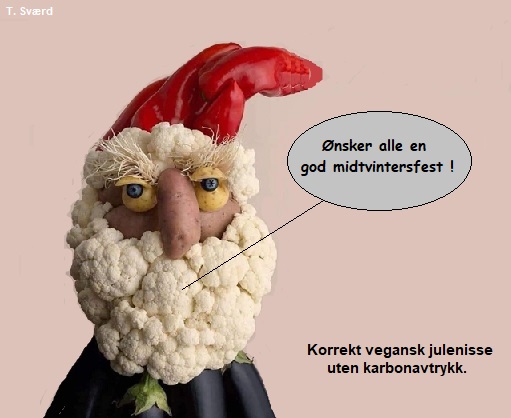 T. Sværd
Ønsker alle en
god midtvintersfest !
Korrekt vegansk julenisse
uten karbonavtrykk.